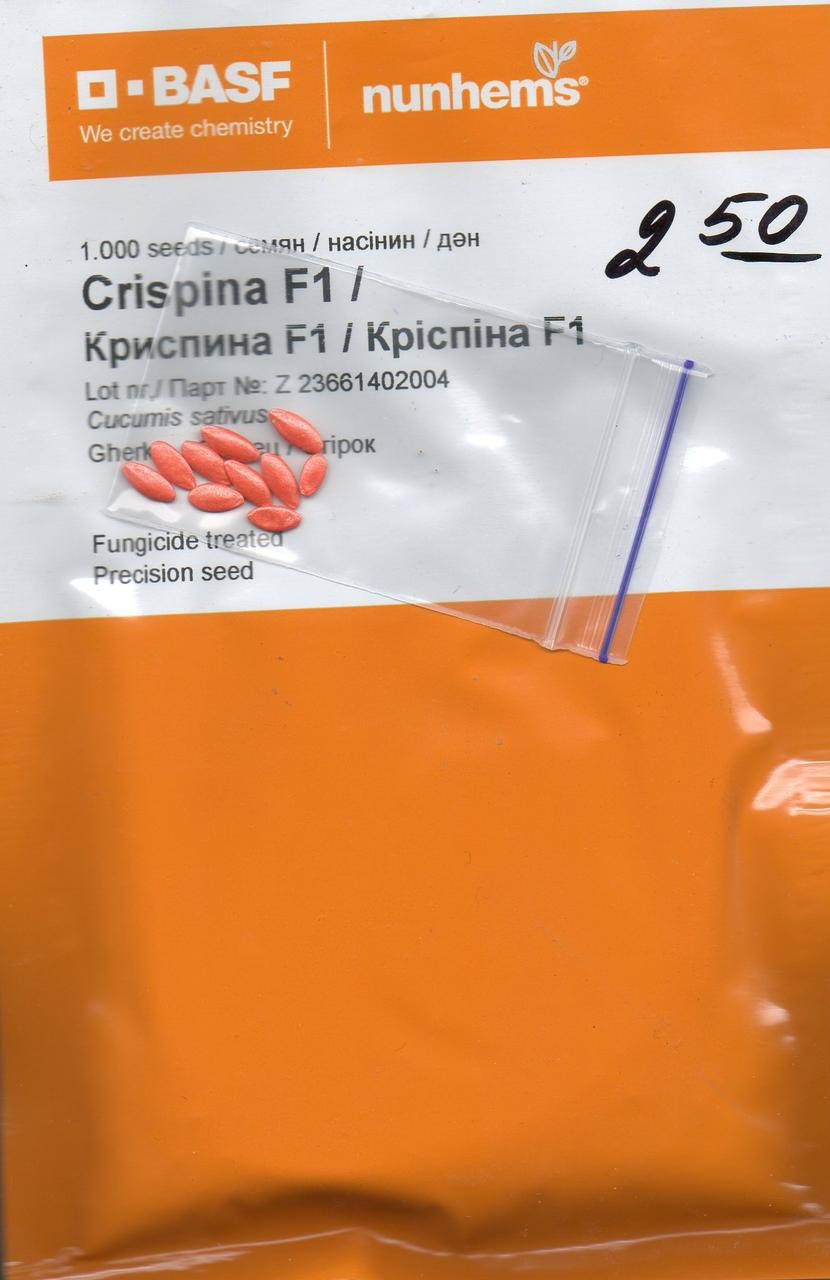 BASF
We create chemistry
nunhems®
2 50
1.000 seeds / семян / насінин / дән
Crispina F1 /
Криспина F1 / Кріспіна F1
Lot nr./ Парт №: Z 23661402004
Cucumis sativus
Fungicide treated
Precision seed